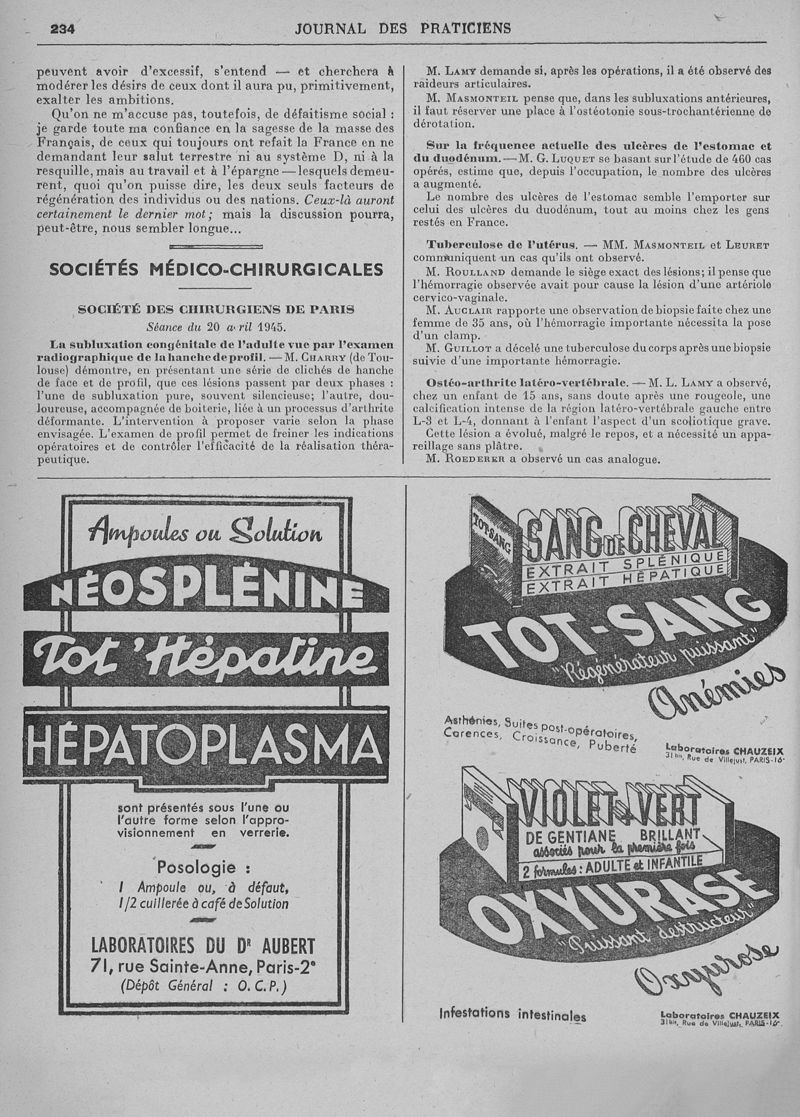 234
JOURNAL DES PRATICIENS
peuvent avoir d'excessif, s'entend — et cherchera à
modérer les désirs de ceux dont il aura pu, primitivement,
exalter les ambitions.
Qu'on ne m'accuse pas, toutefois, de défaitisme social :
je garde toute ma confiance en la sagesse de la masse des
Français, de ceux qui toujours ont refait la France en ne
demandant leur salut terrestre ni au système D, ni à la
resquille, mais au travail et à l'épargne — lesquels demeu-
rent, quoi qu'on puisse dire, les deux seuls facteurs de
régénération des individus ou des nations. Ceux-là auront
certainement le dernier mot ; mais la discussion pourra,
peut-être, nous sembler longue...
SOCIÉTÉS MÉDICO-CHIRURGICALES
SOCIÉTÉ DES CHIRURGIENS DE PARIS
Séance du 20 avril 1945.
La subluxation congénitale de l'adulte vue par l'examen
radiographique de la hanche de profil. — M. CHARRY (de Tou-
louse) démontre, en présentant une série de clichés de hanche
de face et de profil, que ces lésions passent par deux phases :
l'une de subluxation pure, souvent silencieuse; l'autre, dou-
loureuse, accompagnée de boiterie, liée à un processus d'arthrite
déformante. L'intervention à proposer varie selon la phase
envisagée. L'examen de profil permet de freiner les indications
opératoires et de contrôler l'efficacité de la réalisation théra-
peutique.
M. LAMY demande si, après les opérations, il a été observé des
raideurs articulaires.
M. MASMONTEIL pense que, dans les subluxations antérieures,
il faut réserver une place à l'ostéotonie sous-trochantérienne de
dérotation.
Sur la fréquence actuelle des ulcères de l'estomac et
du duodénum. — M. G. LUQUET se basant sur l'étude de 460 cas
opérés, estime que, depuis l'occupation, le nombre des ulcères
a augmenté.
Le nombre des ulcères de l'estomac semble l'emporter sur
celui des ulcères du duodénum, tout au moins chez les gens
restés en France.
Tuberculose de l'utérus. — MM. MASMONTEIL et LEURET
communiquent un cas qu'ils ont observé.
M. ROULLAND demande le siège exact des lésions; il pense que
l'hémorragie observée avait pour cause la lésion d'une artériole
cervico-vaginale.
M. AUCLAIR rapporte une observation de biopsie faite chez une
femme de 35 ans, où l'hémorragie importante nécessita la pose
d'un clamp.
M. GUILLOT a décelé une tuberculose du corps après une biopsie
suivie d'une importante hémorragie.
Ostéo-arthrite latéro-vertébrale. — M. L. LAMY a observé,
chez un enfant de 15 ans, sans doute après une rougeole, une
calcification intense de la région latéro-vertébrale gauche entre
L-3 et L-4, donnant à l'enfant l'aspect d'un scoliotique grave.
Cette lésion a évolué, malgré le repos, et a nécessité un appa-
reillage sans plâtre.
M. ROEDERER a observé un cas analogue.
Ampoules ou Solution
NÉOSPLÉNINE
Tot'Hépatine
HÉPATOPLASMA
sont présentés sous l'une ou
l'autre forme selon l'appro-
visionnement en verrerie.
Posologie :
1 Ampoule ou, à défaut,
1/2 cuillerée à café de Solution
LABORATOIRES DU Dr AUBERT
71, rue Sainte-Anne, Paris-2e
(Dépôt Général : O.C.P.)
TOT-SANG
SANG DE CHEVAL
EXTRAIT SPLÉNIQUE
EXTRAIT HÉPATIQUE
TOT-SANG
"Régénérateur puissant"
Anémies
Asthénies, Suites post-opératoires,
Carences, Croissance, Puberté
Laboratoires CHAUZEIX
31 bis, Rue de Villejust, PARIS-16e
VIOLET & VERT
DE GENTIANE BRILLANT
associés pour la première fois
2 formules : ADULTE et INFANTILE
OXYURASE
"Puissant destructeur"
Oxyurose
Infestations intestinales
Laboratoires CHAUZEIX
31 bis, Rue de Villejust, PARIS-16e